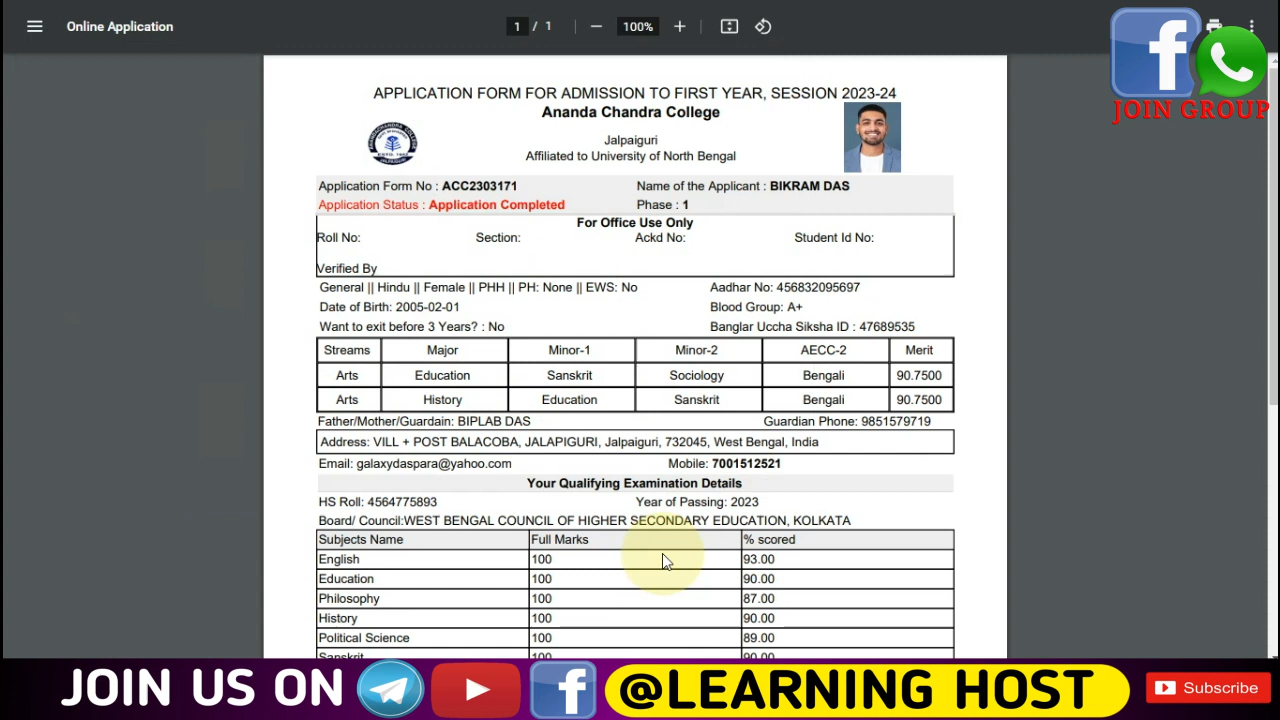 Online Application
1 / 1
100%
JOIN GROUP
APPLICATION FORM FOR ADMISSION TO FIRST YEAR, SESSION 2023-24
Ananda Chandra College
Jalpaiguri
Affiliated to University of North Bengal
Application Form No : ACC2303171 Name of the Applicant : BIKRAM DAS
Application Status : Application Completed Phase : 1
For Office Use Only
Roll No: Section: Ackd No: Student Id No:
Verified By
General || Hindu || Female || PHH || PH: None || EWS: No Aadhar No: 456832095697
Date of Birth: 2005-02-01 Blood Group: A+
Want to exit before 3 Years? : No Banglar Uccha Siksha ID : 47689535
Streams Major Minor-1 Minor-2 AECC-2 Merit
Arts Education Sanskrit Sociology Bengali 90.7500
Arts History Education Sanskrit Bengali 90.7500
Father/Mother/Guardain: BIPLAB DAS Guardian Phone: 9851579719
Address: VILL + POST BALACOBA, JALAPIGURI, Jalpaiguri, 732045, West Bengal, India
Email: galaxydaspara@yahoo.com Mobile: 7001512521
Your Qualifying Examination Details
HS Roll: 4564775893 Year of Passing: 2023
Board/ Council:WEST BENGAL COUNCIL OF HIGHER SECONDARY EDUCATION, KOLKATA
Subjects Name Full Marks % scored
English 100 93.00
Education 100 90.00
Philosophy 100 87.00
History 100 90.00
Political Science 100 89.00
Sanskrit 100 90.00
JOIN US ON @LEARNING HOST Subscribe